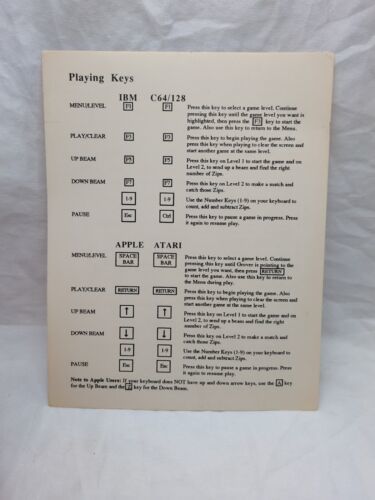 Playing Keys
IBM C64/128
MENU/LEVEL F3 F3 Press this key to select a game level. Continue
pressing this key until the game level you want is
highlighted, then press the F3 key to start the
game. Also use this key to return to the Menu.
PLAY/CLEAR Press this key to begin playing the game. Also
press this key when playing to clear the screen and
start another game at the same level.
UP BEAM F5 F5 Press this key on Level 1 to start the game and on
Level 2, to send up a beam and find the right
number of Zips.
DOWN BEAM F7 F7 Press this key on Level 2 to make a match and
catch those Zips.
1-9 1-9 Use the Number Keys (1-9) on your keyboard to
count, add and subtract Zips.
PAUSE Esc Ctrl Press this key to pause a game in progress. Press
it again to resume play.
APPLE ATARI
MENU/LEVEL SPACE BAR SPACE BAR Press this key to select a game level. Continue
pressing this key until Grover is pointing to the
game level you want, then press RETURN
to start the game. Also use this key to return to
the Menu during play.
PLAY/CLEAR RETURN RETURN Press this key to begin playing the game. Also
press this key when playing to clear the screen and
start another game at the same level.
UP BEAM ↑ ↑ Press this key on Level 1 to start the game and on
Level 2, to send up a beam and find the right
number of Zips.
DOWN BEAM ↓ ↓ Press this key on Level 2 to make a match and
catch those Zips.
1-9 1-9 Use the Number Keys (1-9) on your keyboard to
count, add and subtract Zips.
PAUSE Esc Esc Press this key to pause a game in progress. Press
it again to resume play.
Note to Apple Users: If your keyboard does NOT have up and down arrow keys, use the A key
for the Up Beam and the Z key for the Down Beam.